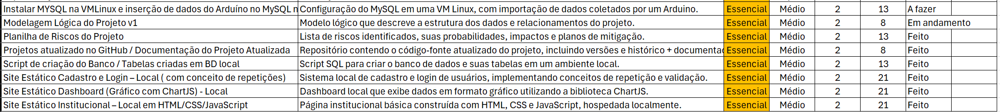 Instalar MYSQL na VMLinux e inserção de dados do Arduíno no MySQL n Configuração do MySQL em uma VM Linux, com importação de dados coletados por um Arduino. Essencial Médio 2 13 A fazer
Modelagem Lógica do Projeto v1 Modelo lógico que descreve a estrutura dos dados e relacionamentos do projeto. Essencial Médio 2 8 Em andamento
Planilha de Riscos do Projeto Lista de riscos identificados, suas probabilidades, impactos e planos de mitigação. Essencial Médio 2 13 Feito
Projetos atualizado no GitHub / Documentação do Projeto Atualizada Repositório contendo o código-fonte atualizado do projeto, incluindo versões e histórico + documentaç Essencial Médio 2 8 Feito
Script de criação do Banco / Tabelas criadas em BD local Script SQL para criar o banco de dados e suas tabelas em um ambiente local. Essencial Médio 2 13 Feito
Site Estático Cadastro e Login – Local ( com conceito de repetições) Sistema local de cadastro e login de usuários, implementando conceitos de repetição e validação. Essencial Médio 2 21 Feito
Site Estático Dashboard (Gráfico com ChartJS) - Local Dashboard local que exibe dados em formato gráfico utilizando a biblioteca ChartJS. Essencial Médio 2 21 Feito
Site Estático Institucional – Local em HTML/CSS/JavaScript Página institucional básica construída com HTML, CSS e JavaScript, hospedada localmente. Essencial Médio 2 21 Feito